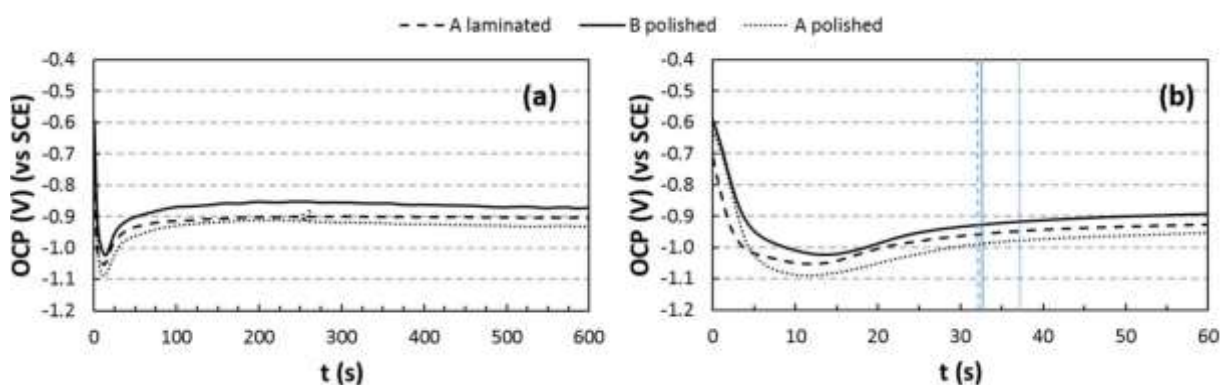 A laminated B polished A polished
(a)
OCP (V) (vs SCE)
-0.4
-0.5
-0.6
-0.7
-0.8
-0.9
-1.0
-1.1
-1.2
0 100 200 300 400 500 600
t (s)
(b)
OCP (V) (vs SCE)
-0.4
-0.5
-0.6
-0.7
-0.8
-0.9
-1.0
-1.1
-1.2
0 10 20 30 40 50 60
t (s)